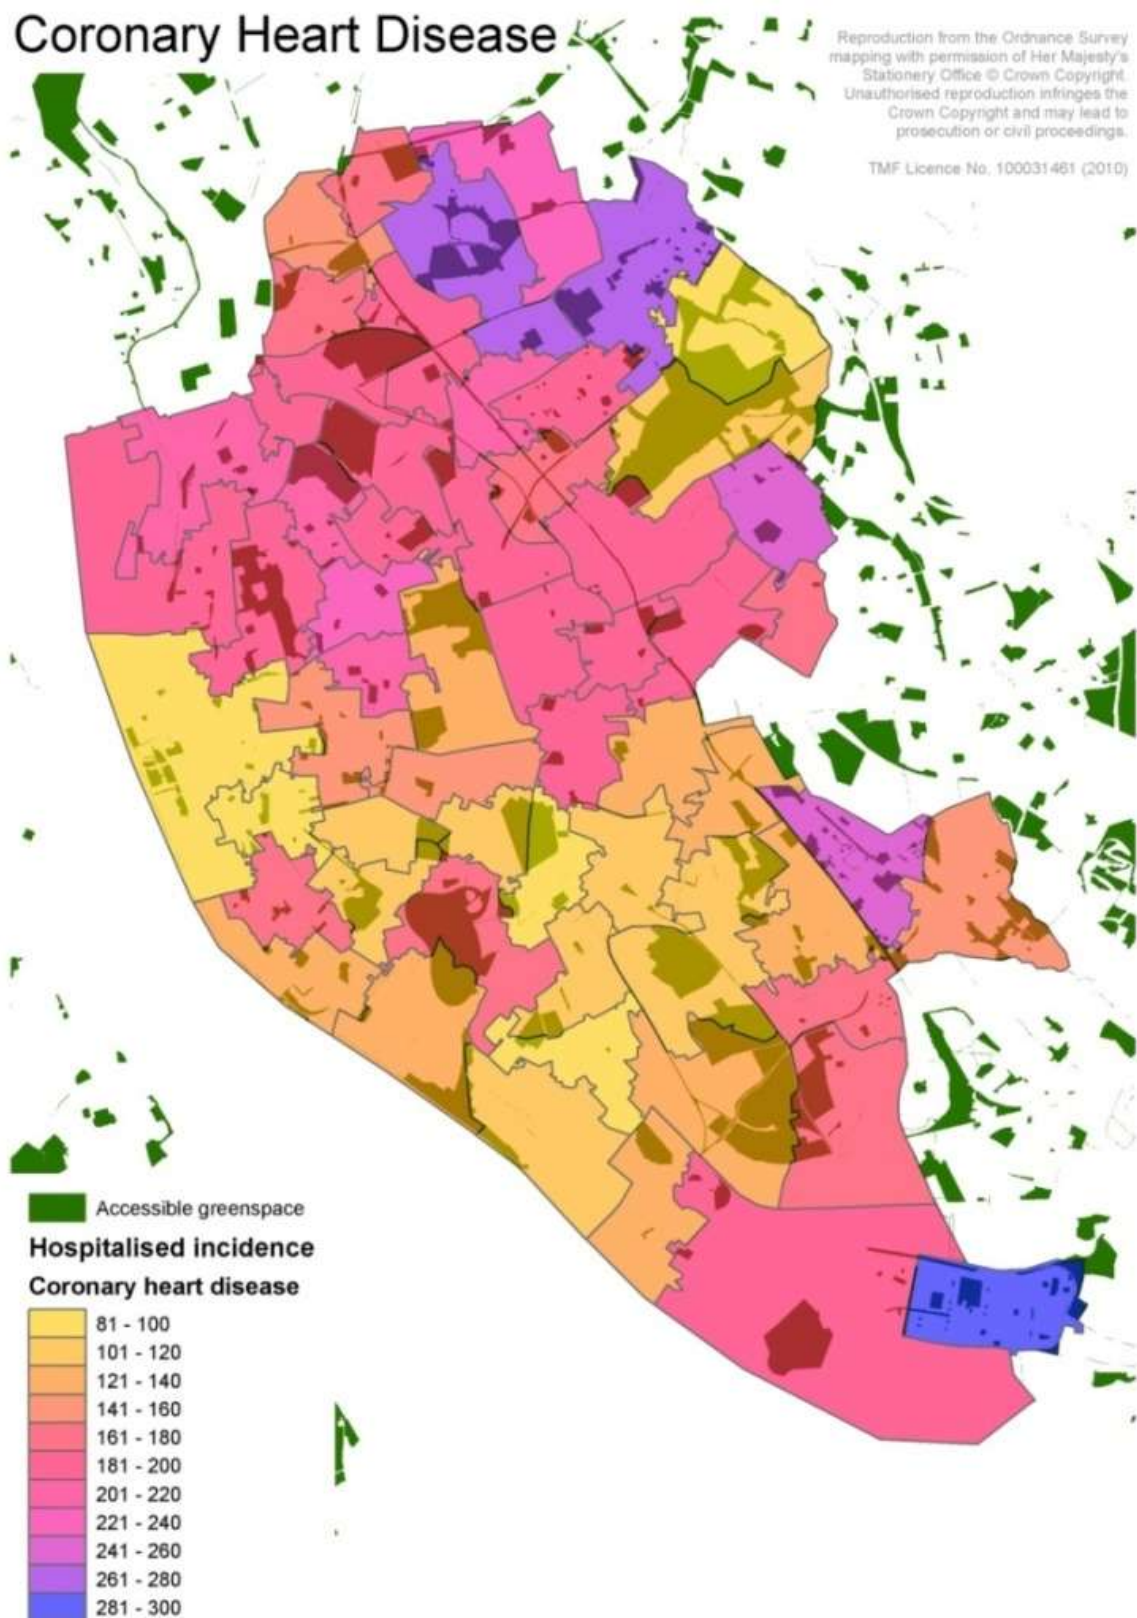 Coronary Heart Disease
Reproduction from the Ordnance Survey
mapping with permission of Her Majesty's
Stationery Office © Crown Copyright.
Unauthorised reproduction infringes the
Crown Copyright and may lead to
prosecution or civil proceedings.
TMF Licence No. 100031461 (2010)
Accessible greenspace
Hospitalised incidence
Coronary heart disease
81 - 100
101 - 120
121 - 140
141 - 160
161 - 180
181 - 200
201 - 220
221 - 240
241 - 260
261 - 280
281 - 300